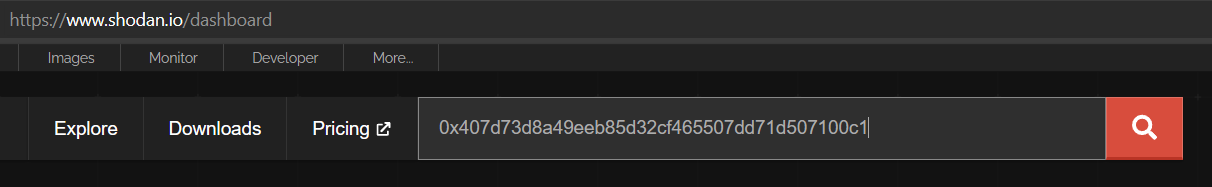 https://www.shodan.io/dashboard
Images Monitor Developer More...
Explore Downloads Pricing 0x407d73d8a49eeb85d32cf465507dd71d507100c1